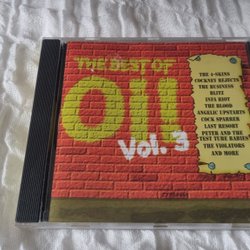 THE BEST OF
OI!
Vol. 3
THE 4-SKINS
COCKNEY REJECTS
THE BUSINESS
BLITZ
INFA RIOT
THE BLOOD
ANGELIC UPSTARTS
COCK SPARRER
LAST RESORT
PETER AND THE
TEST TUBE BABIES
THE VIOLATORS
AND MORE